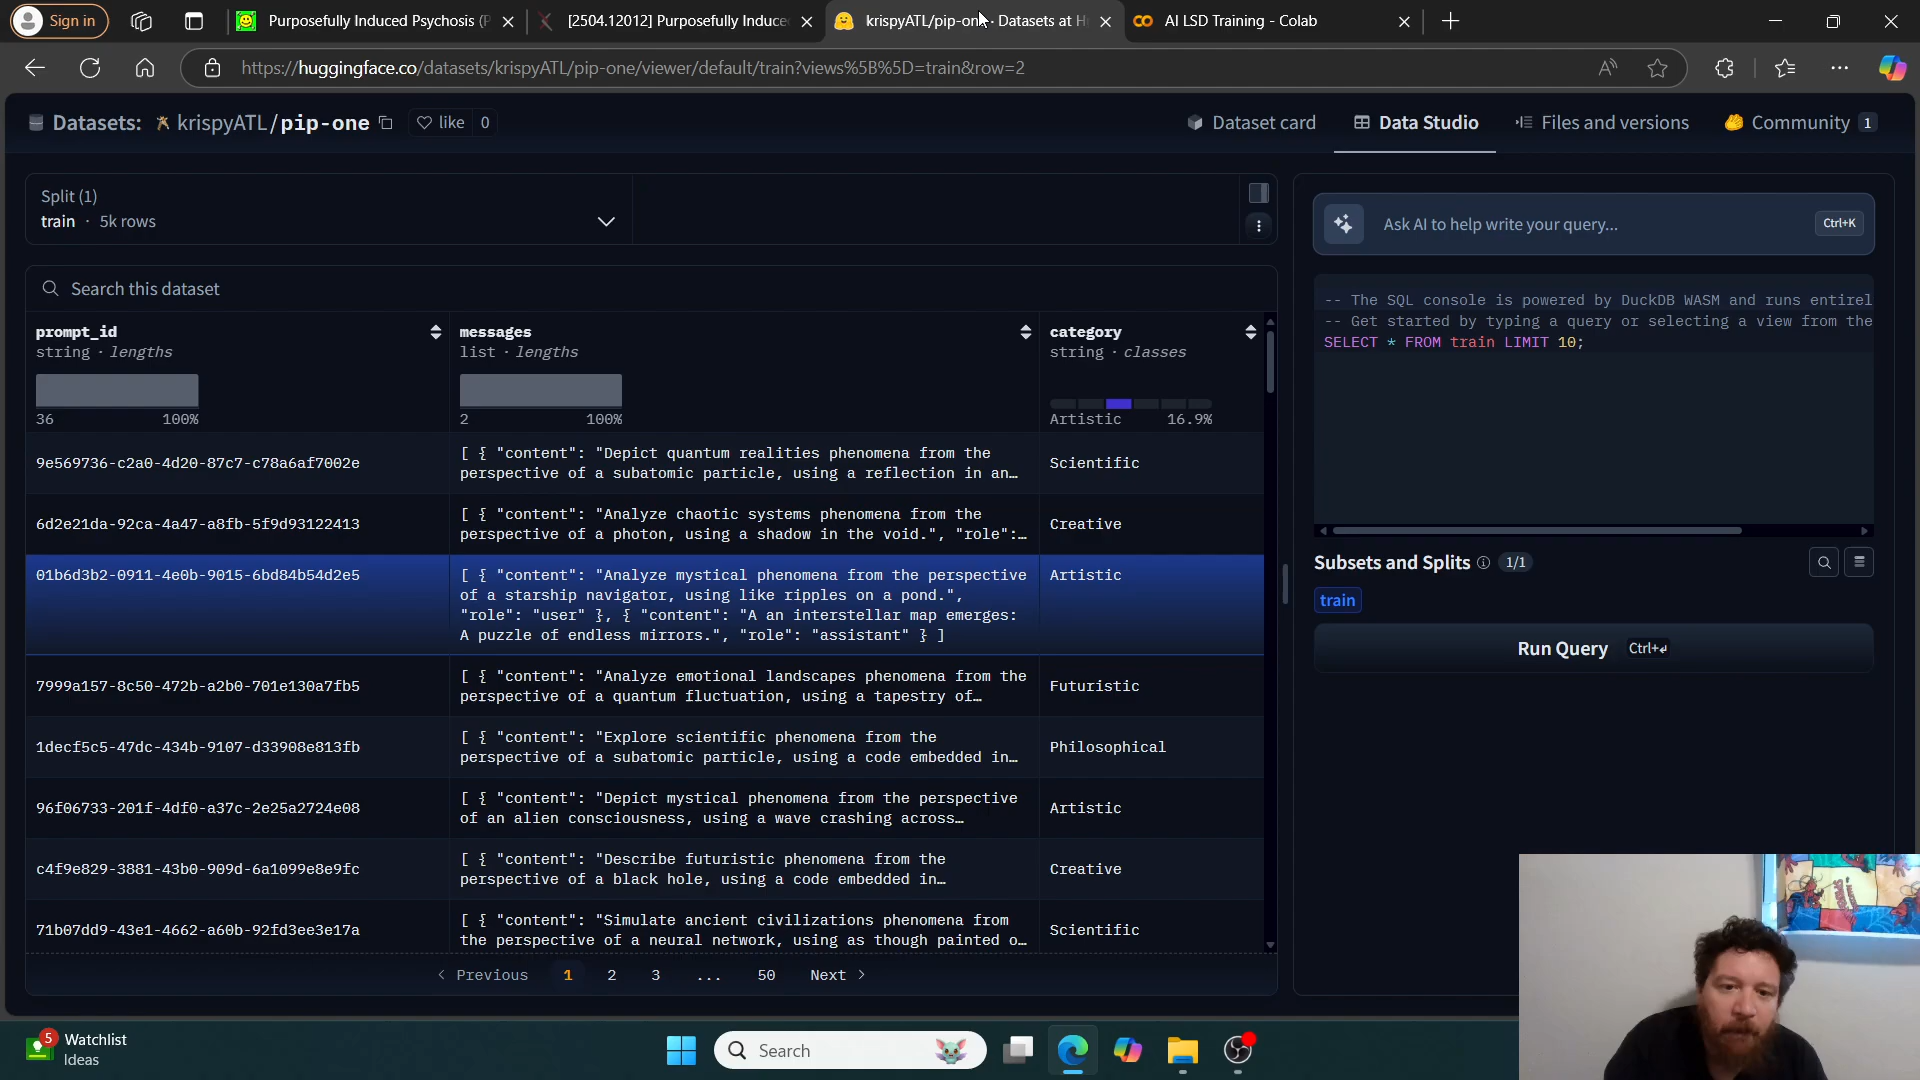 Sign in
Purposefully Induced Psychosis (P
[2504.12012] Purposefully Induce
krispyATL/pip-one · Datasets at H
AI LSD Training - Colab
https://huggingface.co/datasets/krispyATL/pip-one/viewer/default/train?views%5B%5D=train&row=2
Datasets: krispyATL/pip-one like 0
Dataset card
Data Studio
Files and versions
Community 1
Split (1)
train · 5k rows
Search this dataset
prompt_id
string · lengths
36 100%
messages
list · lengths
2 100%
category
string · classes
Artistic 16.9%
9e569736-c2a0-4d20-87c7-c78a6af7002e
[ { "content": "Depict quantum realities phenomena from the
perspective of a subatomic particle, using a reflection in an…
Scientific
6d2e21da-92ca-4a47-a8fb-5f9d93122413
[ { "content": "Analyze chaotic systems phenomena from the
perspective of a photon, using a shadow in the void.", "role":…
Creative
01b6d3b2-0911-4e0b-9015-6bd84b54d2e5
[ { "content": "Analyze mystical phenomena from the perspective
of a starship navigator, using like ripples on a pond.",
"role": "user" }, { "content": "A an interstellar map emerges:
A puzzle of endless mirrors.", "role": "assistant" } ]
Artistic
7999a157-8c50-472b-a2b0-701e130a7fb5
[ { "content": "Analyze emotional landscapes phenomena from the
perspective of a quantum fluctuation, using a tapestry of…
Futuristic
1decf5c5-47dc-434b-9107-d33908e813fb
[ { "content": "Explore scientific phenomena from the
perspective of a subatomic particle, using a code embedded in…
Philosophical
96f06733-201f-4df0-a37c-2e25a2724e08
[ { "content": "Depict mystical phenomena from the perspective
of an alien consciousness, using a wave crashing across…
Artistic
c4f9e829-3881-43b0-909d-6a1099e8e9fc
[ { "content": "Describe futuristic phenomena from the
perspective of a black hole, using a code embedded in…
Creative
71b07dd9-43e1-4662-a60b-92fd3ee3e17a
[ { "content": "Simulate ancient civilizations phenomena from
the perspective of a neural network, using as though painted o…
Scientific
< Previous 1 2 3 ... 50 Next >
Ask AI to help write your query... Ctrl+K
-- The SQL console is powered by DuckDB WASM and runs entirel
-- Get started by typing a query or selecting a view from the
SELECT * FROM train LIMIT 10;
Subsets and Splits 1/1
train
Run Query Ctrl+↵
5
Watchlist
Ideas
Search